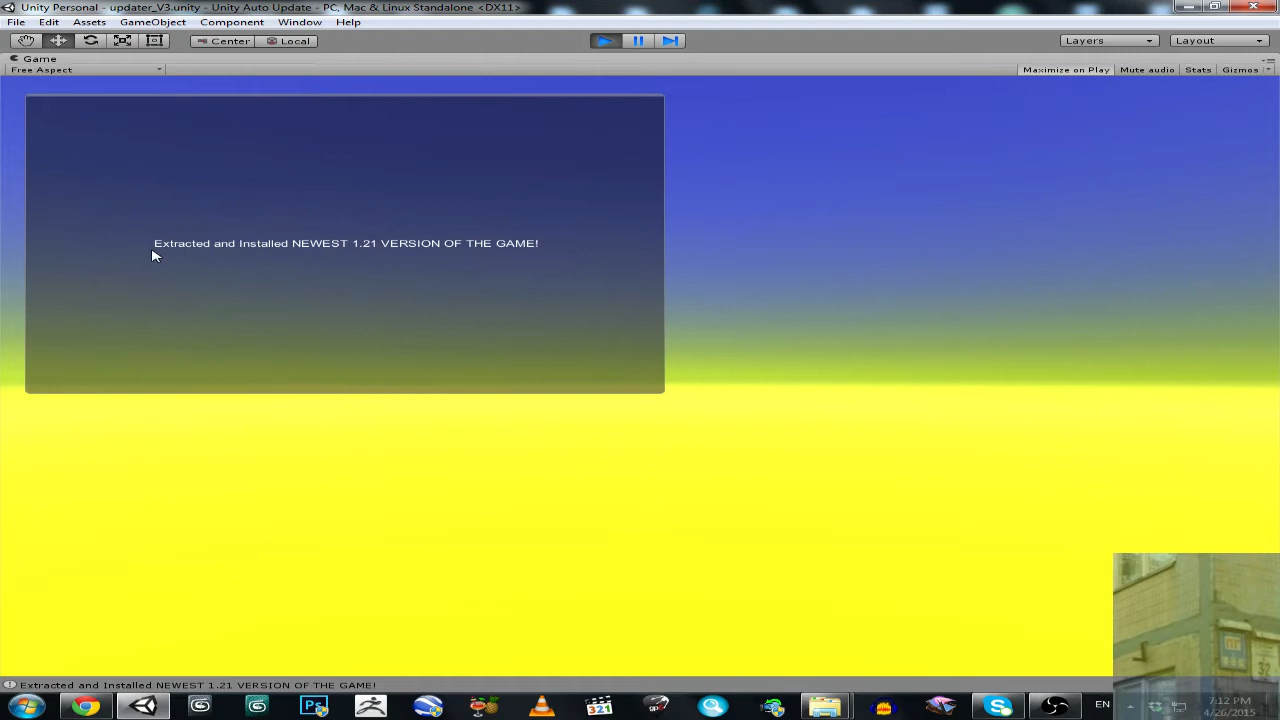 Unity Personal - updater_V3.unity - Unity Auto Update - PC, Mac & Linux Standalone <DX11>
File Edit Assets GameObject Component Window Help
Center Local Layers Layout
Game
Free Aspect Maximize on Play Mute audio Stats Gizmos
Extracted and Installed NEWEST 1.21 VERSION OF THE GAME!
Extracted and Installed NEWEST 1.21 VERSION OF THE GAME!
Ps 321 EN 7:12 PM
4/26/2015
32